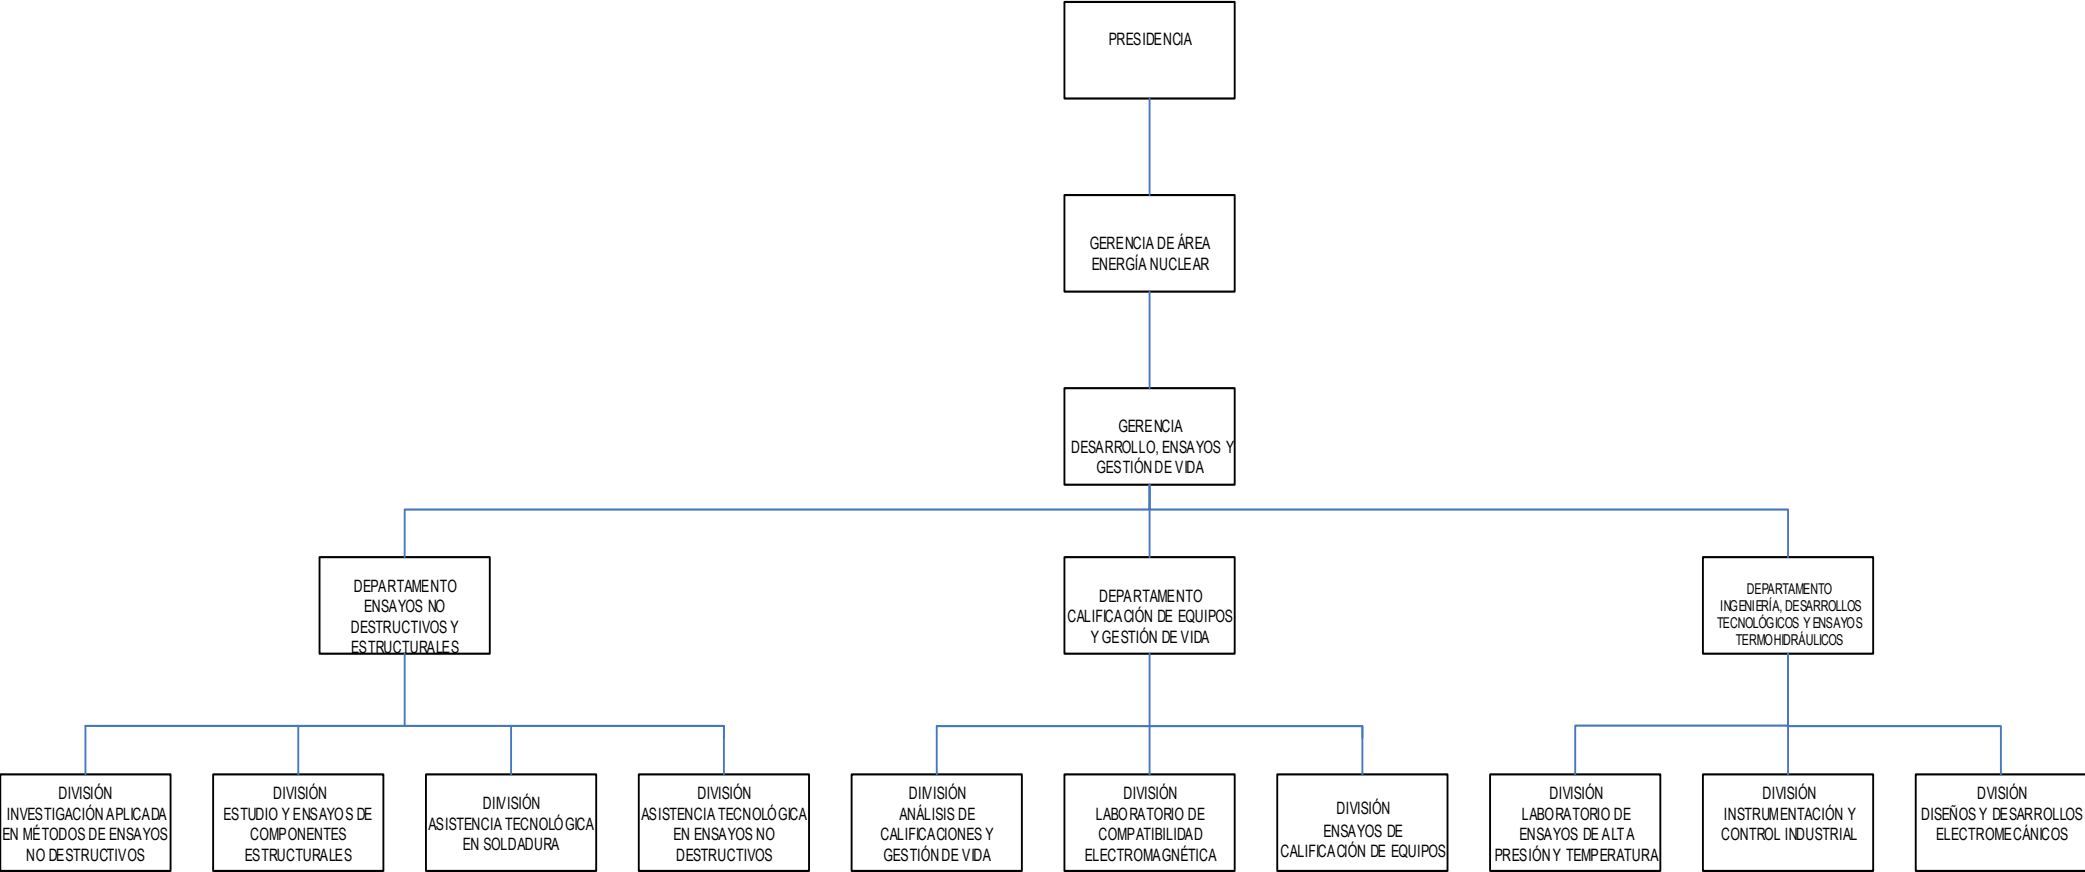 PRESIDENCIA
GERENCIA DE ÁREA
ENERGÍA NUCLEAR
GERENCIA
DESARROLLO, ENSAYOS Y
GESTIÓN DE VIDA
DEPARTAMENTO
ENSAYOS NO
DESTRUCTIVOS Y
ESTRUCTURALES
DEPARTAMENTO
CALIFICACIÓN DE EQUIPOS
Y GESTIÓN DE VIDA
DEPARTAMENTO
INGENIERÍA, DESARROLLOS
TECNOLÓGICOS Y ENSAYOS
TERMOHIDRÁULICOS
DIVISIÓN
INVESTIGACIÓN APLICADA
EN MÉTODOS DE ENSAYOS
NO DESTRUCTIVOS
DIVISIÓN
ESTUDIO Y ENSAYOS DE
COMPONENTES
ESTRUCTURALES
DIVISIÓN
ASISTENCIA TECNOLÓGICA
EN SOLDADURA
DIVISIÓN
ASISTENCIA TECNOLÓGICA
EN ENSAYOS NO
DESTRUCTIVOS
DIVISIÓN
ANÁLISIS DE
CALIFICACIONES Y
GESTIÓN DE VIDA
DIVISIÓN
LABORATORIO DE
COMPATIBILIDAD
ELECTROMAGNÉTICA
DIVISIÓN
ENSAYOS DE
CALIFICACIÓN DE EQUIPOS
DIVISIÓN
LABORATORIO DE
ENSAYOS DE ALTA
PRESIÓN Y TEMPERATURA
DIVISIÓN
INSTRUMENTACIÓN Y
CONTROL INDUSTRIAL
DVISIÓN
DISEÑOS Y DESARROLLOS
ELECTROMECÁNICOS